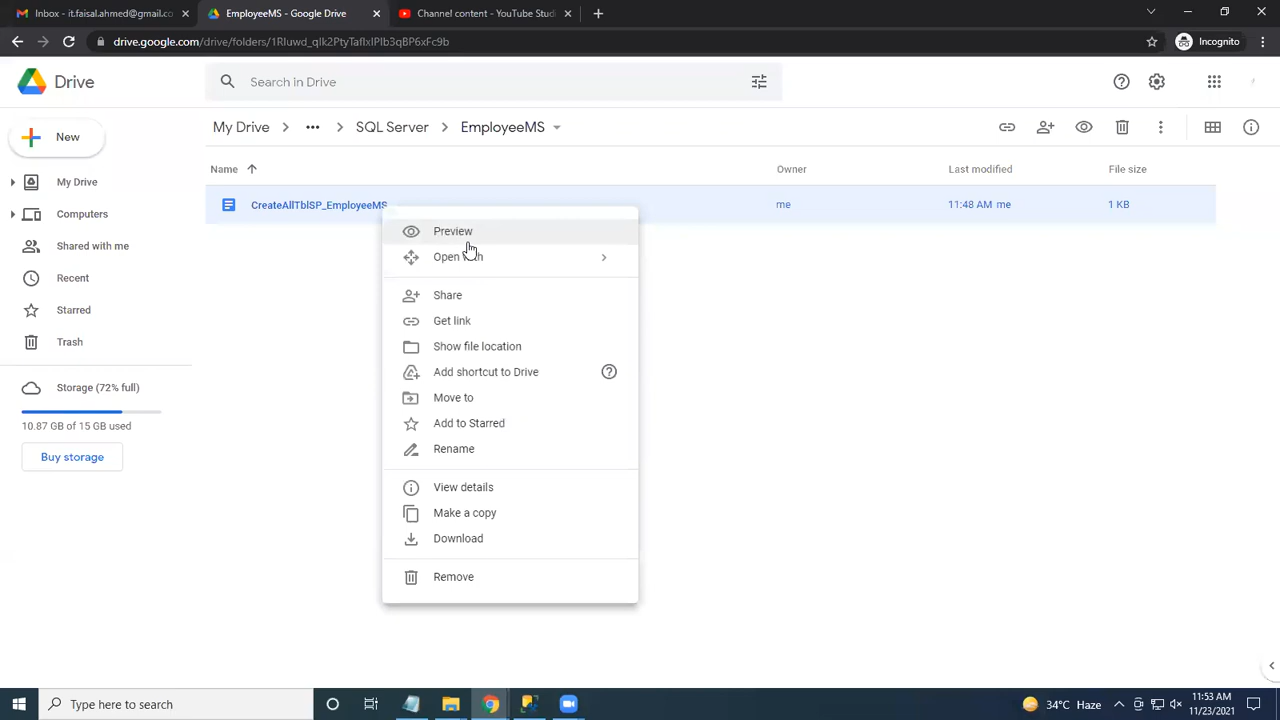 Inbox - it.faisal.ahmed@gmail.co
EmployeeMS - Google Drive
Channel content - YouTube Studi
drive.google.com/drive/folders/1RIuwd_qIk2PtyTaflxIPIb3qBP6xFc9b
Incognito
Drive
Search in Drive
New
My Drive
Computers
Shared with me
Recent
Starred
Trash
Storage (72% full)
10.87 GB of 15 GB used
Buy storage
My Drive
SQL Server
EmployeeMS
Name
Owner
Last modified
File size
CreateAllTblSP_EmployeeMS
me
11:48 AM me
1 KB
Preview
Open with
Share
Get link
Show file location
Add shortcut to Drive
Move to
Add to Starred
Rename
View details
Make a copy
Download
Remove
Type here to search
34°C Haze
11:53 AM
11/23/2021